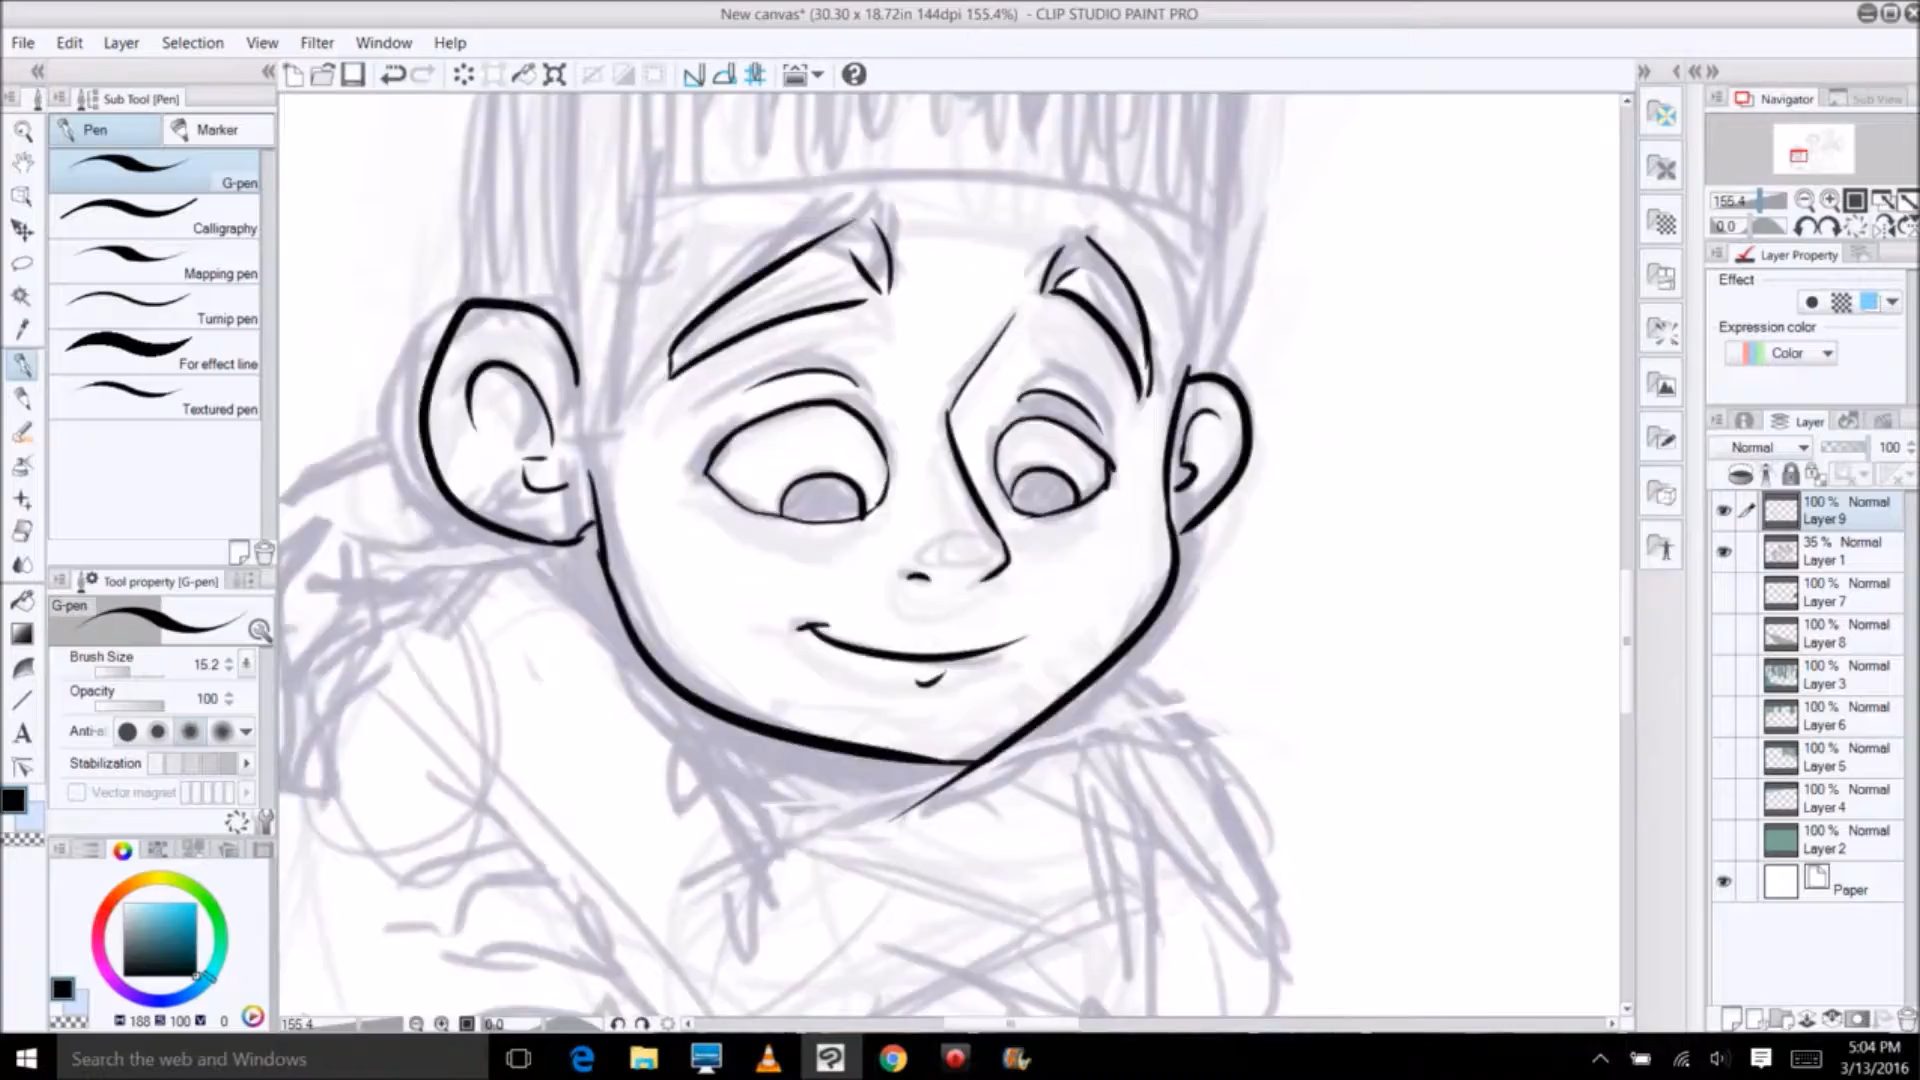 New canvas* (30.30 x 18.72in 144dpi 155.4%) - CLIP STUDIO PAINT PRO
File Edit Layer Selection View Filter Window Help
Sub Tool [Pen]
Pen Marker
G-pen
Calligraphy
Mapping pen
Turnip pen
For effect line
Textured pen
Tool property [G-pen]
G-pen
Brush Size 15.2
Opacity 100
Anti-a
Stabilization
Vector magnet
188 100 0
155.4 0.0
Navigator Sub View
155.4
0.0
Layer Property
Effect
Expression color
Color
Layer
Normal 100
100 % Normal
Layer 9
35 % Normal
Layer 1
100 % Normal
Layer 7
100 % Normal
Layer 8
100 % Normal
Layer 3
100 % Normal
Layer 6
100 % Normal
Layer 5
100 % Normal
Layer 4
100 % Normal
Layer 2
Paper
Search the web and Windows
5:04 PM
3/13/2016